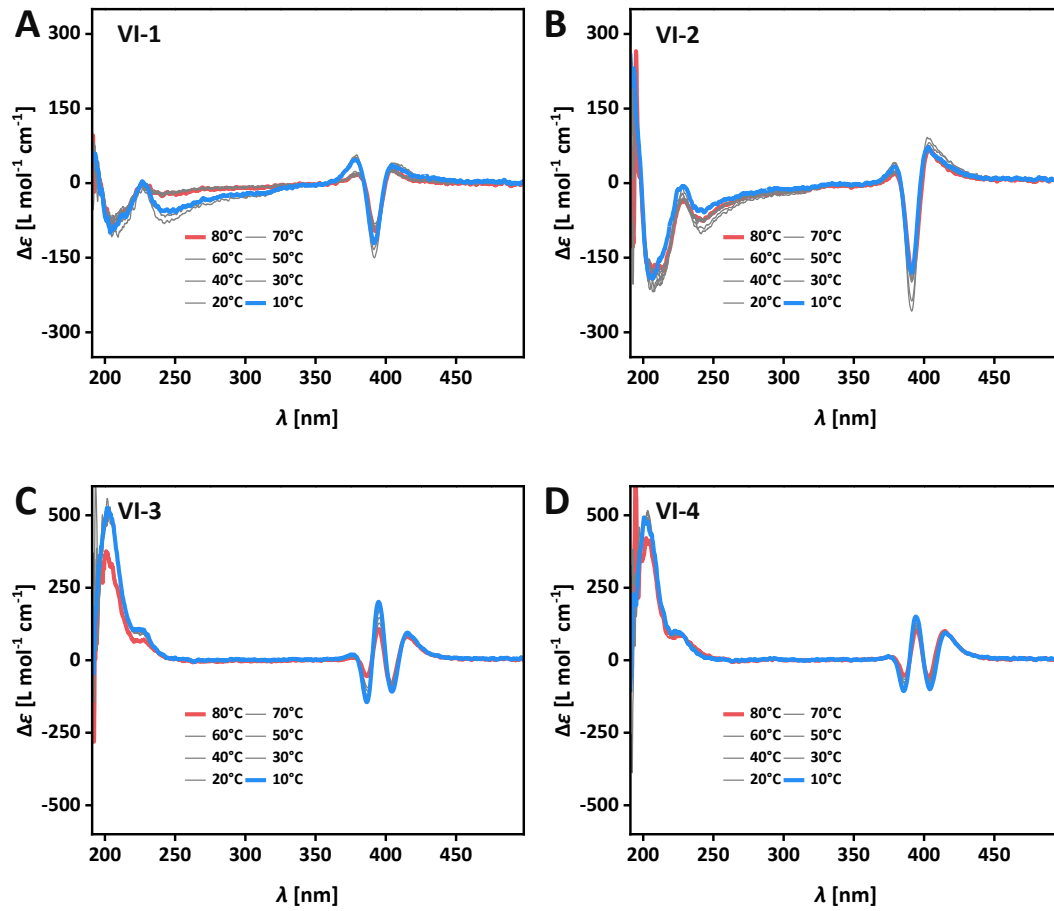 A
VI-1
300
150
0
-150
-300
Δε [L mol⁻¹ cm⁻¹]
80°C 70°C
60°C 50°C
40°C 30°C
20°C 10°C
200 250 300 350 400 450
λ [nm]
B
VI-2
300
150
0
-150
-300
Δε [L mol⁻¹ cm⁻¹]
80°C 70°C
60°C 50°C
40°C 30°C
20°C 10°C
200 250 300 350 400 450
λ [nm]
C
VI-3
500
250
0
-250
-500
Δε [L mol⁻¹ cm⁻¹]
80°C 70°C
60°C 50°C
40°C 30°C
20°C 10°C
200 250 300 350 400 450
λ [nm]
D
VI-4
500
250
0
-250
-500
Δε [L mol⁻¹ cm⁻¹]
80°C 70°C
60°C 50°C
40°C 30°C
20°C 10°C
200 250 300 350 400 450
λ [nm]